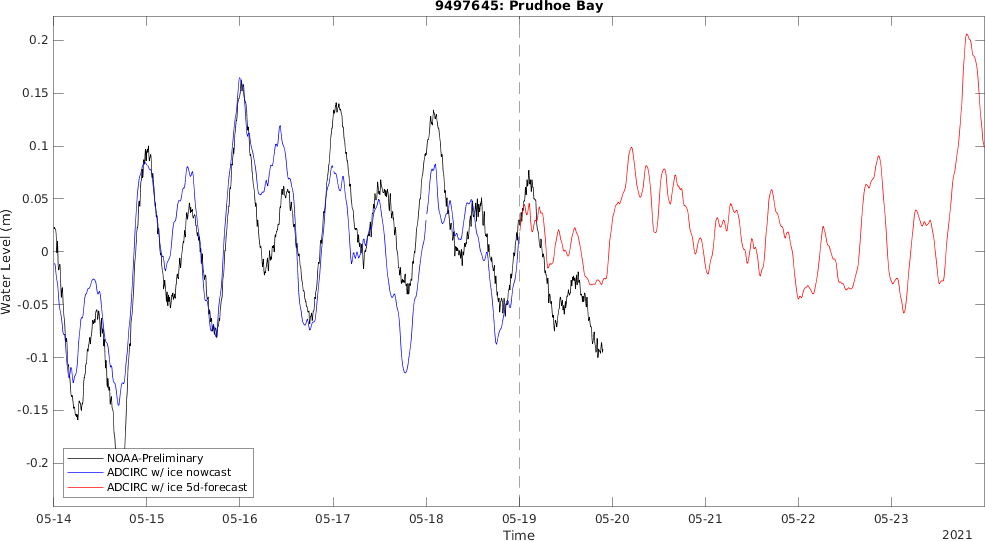 9497645: Prudhoe Bay
0.2
0.15
0.1
0.05
0
-0.05
-0.1
-0.15
-0.2
Water Level (m)
NOAA-Preliminary
ADCIRC w/ ice nowcast
ADCIRC w/ ice 5d-forecast
05-14 05-15 05-16 05-17 05-18 05-19 05-20 05-21 05-22 05-23
Time
2021